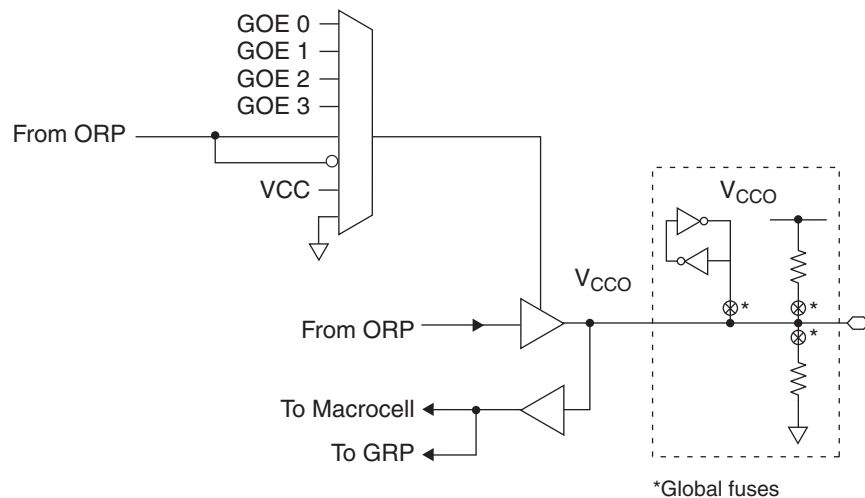 GOE 0
GOE 1
GOE 2
GOE 3
From ORP
VCC
VCCO
VCCO
*
*
*
From ORP
To Macrocell
To GRP
*Global fuses